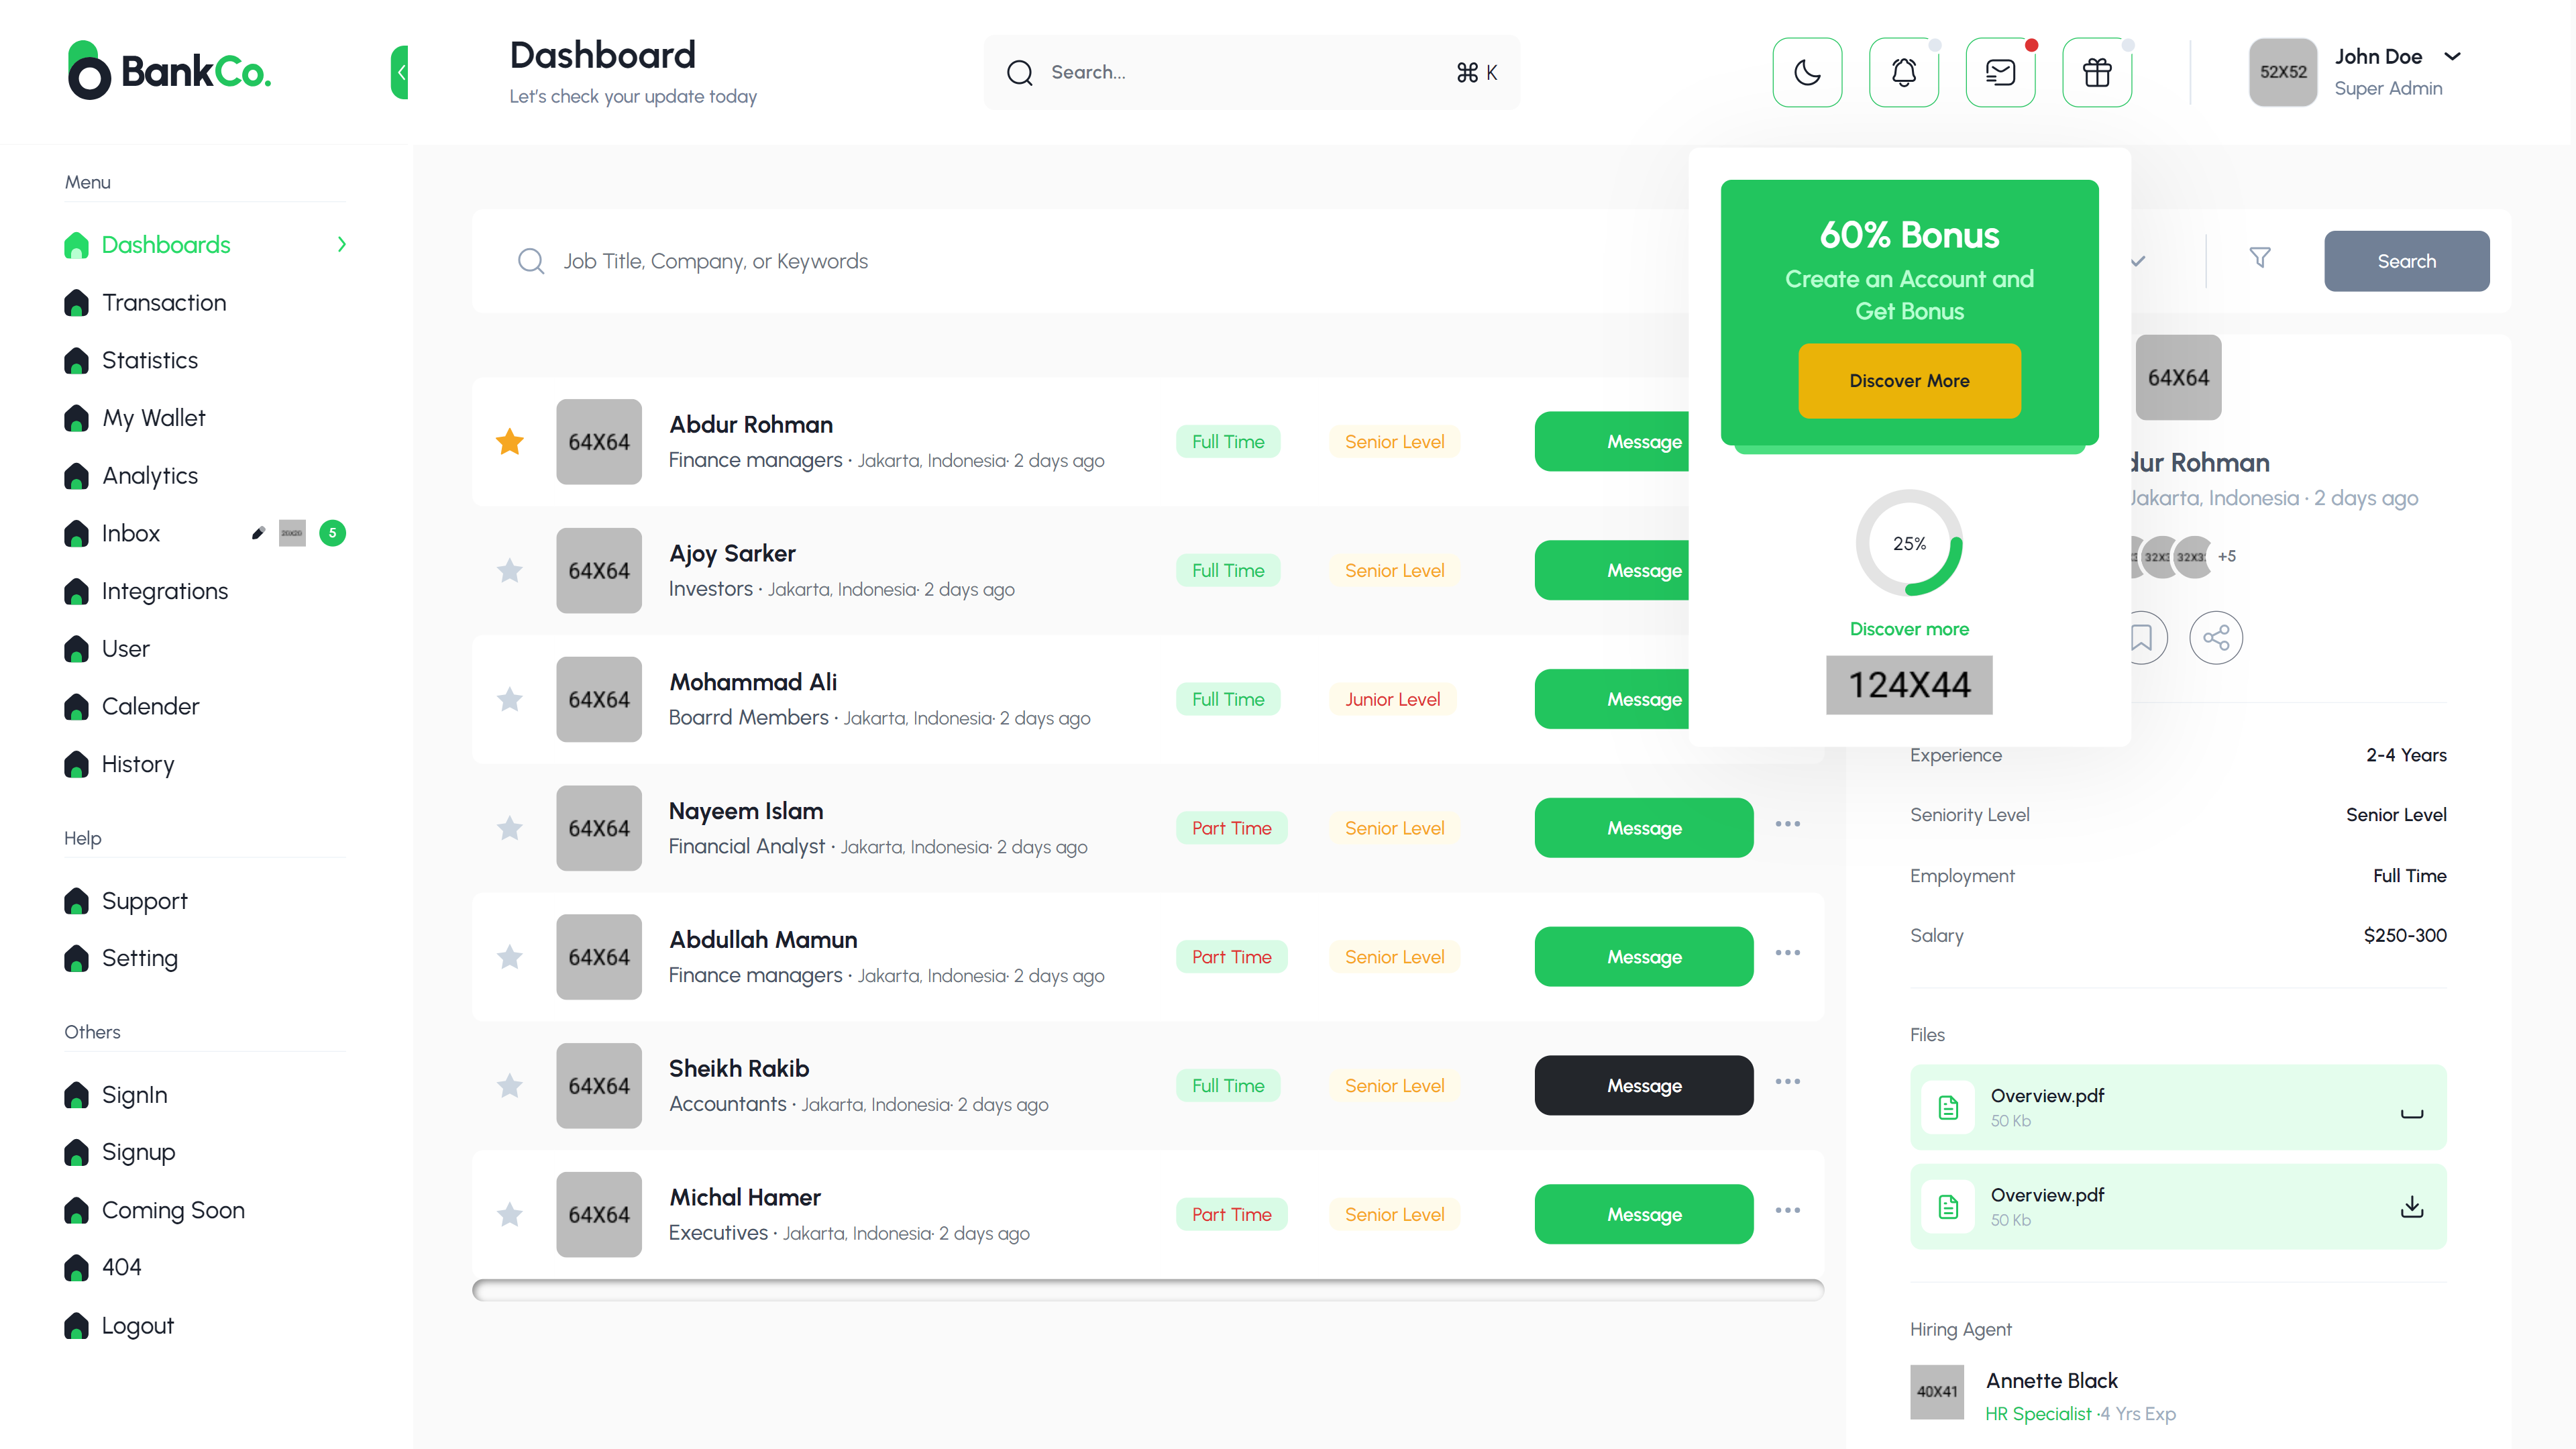 BankCo.
Dashboard
Let's check your update today
Search...
⌘ K
52X52
John Doe
Super Admin
Menu
Dashboards
Transaction
Statistics
My Wallet
Analytics
Inbox
5
Integrations
User
Calender
History
Help
Support
Setting
Others
SignIn
Signup
Coming Soon
404
Logout
Job Title, Company, or Keywords
Search
60% Bonus
Create an Account and
Get Bonus
Discover More
25%
Discover more
124X44
64X64
Abdur Rohman
Finance managers · Jakarta, Indonesia· 2 days ago
Full Time
Senior Level
Message
64X64
Ajoy Sarker
Investors · Jakarta, Indonesia· 2 days ago
Full Time
Senior Level
Message
64X64
Mohammad Ali
Boarrd Members · Jakarta, Indonesia· 2 days ago
Full Time
Junior Level
Message
64X64
Nayeem Islam
Financial Analyst · Jakarta, Indonesia· 2 days ago
Part Time
Senior Level
Message
64X64
Abdullah Mamun
Finance managers · Jakarta, Indonesia· 2 days ago
Part Time
Senior Level
Message
64X64
Sheikh Rakib
Accountants · Jakarta, Indonesia· 2 days ago
Full Time
Senior Level
Message
64X64
Michal Hamer
Executives · Jakarta, Indonesia· 2 days ago
Part Time
Senior Level
Message
64X64
dur Rohman
Jakarta, Indonesia · 2 days ago
+5
Experience
2-4 Years
Seniority Level
Senior Level
Employment
Full Time
Salary
$250-300
Files
Overview.pdf
50 Kb
Overview.pdf
50 Kb
Hiring Agent
40X41
Annette Black
HR Specialist ·4 Yrs Exp